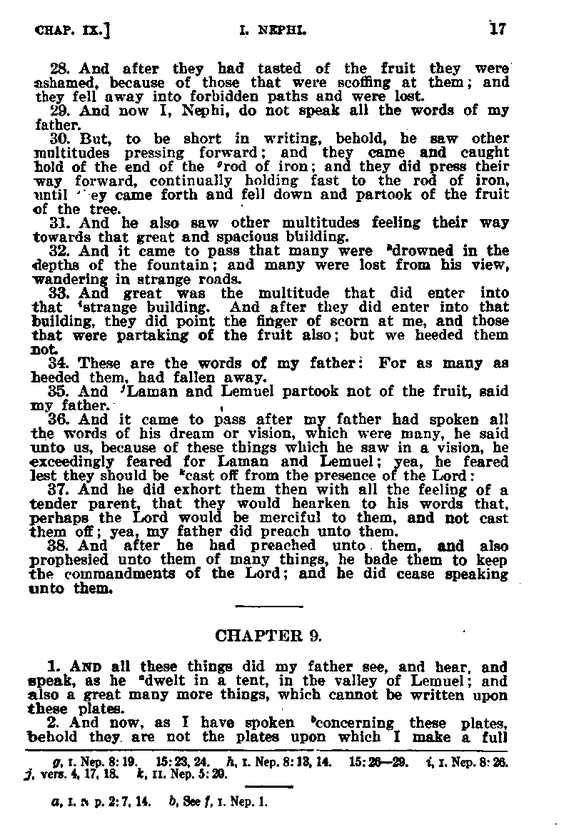 CHAP. IX.] I. NEPHI. 17
28. And after they had tasted of the fruit they were
ashamed, because of those that were scoffing at them; and
they fell away into forbidden paths and were lost.
29. And now I, Nephi, do not speak all the words of my
father.
30. But, to be short in writing, behold, he saw other
multitudes pressing forward; and they came and caught
hold of the end of the grod of iron; and they did press their
way forward, continually holding fast to the rod of iron,
until ey came forth and fell down and partook of the fruit
of the tree.
31. And he also saw other multitudes feeling their way
towards that great and spacious building.
32. And it came to pass that many were hdrowned in the
depths of the fountain; and many were lost from his view,
wandering in strange roads.
33. And great was the multitude that did enter into
that istrange building. And after they did enter into that
building, they did point the finger of scorn at me, and those
that were partaking of the fruit also; but we heeded them
not.
34. These are the words of my father: For as many as
heeded them, had fallen away.
35. And jLaman and Lemuel partook not of the fruit, said
my father.
36. And it came to pass after my father had spoken all
the words of his dream or vision, which were many, he said
unto us, because of these things which he saw in a vision, he
exceedingly feared for Laman and Lemuel; yea, he feared
lest they should be kcast off from the presence of the Lord:
37. And he did exhort them then with all the feeling of a
tender parent, that they would hearken to his words that,
perhaps the Lord would be merciful to them, and not cast
them off; yea, my father did preach unto them.
38. And after he had preached unto them, and also
prophesied unto them of many things, he bade them to keep
the commandments of the Lord; and he did cease speaking
unto them.
CHAPTER 9.
1. AND all these things did my father see, and hear, and
speak, as he adwelt in a tent, in the valley of Lemuel; and
also a great many more things, which cannot be written upon
these plates.
2. And now, as I have spoken bconcerning these plates,
behold they are not the plates upon which I make a full
g, I. Nep. 8:19. 15:23, 24. h, I. Nep. 8:13, 14. 15:26—29. i, I. Nep. 8:26.
j, vers. 4, 17, 18. k, II. Nep. 5:20.
a, I. p. 2:7, 14. b, See f, I. Nep. 1.